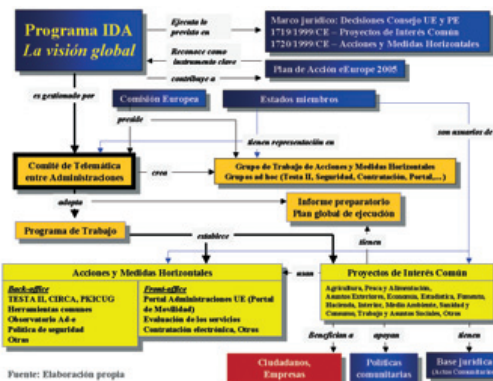 Programa IDA
La visión global
Ejecuta lo
previsto en
Marco jurídico: Decisiones Consejo UE y PE
1719/1999/CE – Proyectos de Interés Común
1720/1999/CE – Acciones y Medidas Horizontales
Reconoce como
instrumento clave
contribuye a
Plan de Acción eEurope 2005
es gestionado por
Comisión Europea
Estados miembros
preside
tienen representación en
son usuarios de
Comité de Telemática
entre Administraciones
crea
Grupo de Trabajo de Acciones y Medidas Horizontales
Grupos ad hoc (Testa II, Seguridad, Contratación, Portal,...)
adopta
Informe preparatorio
Plan global de ejecución
Programa de Trabajo
establece
tienen
Acciones y Medidas Horizontales
Back-office
TESTA II, CIRCA, PKICUG
Herramientas comunes
Observatorio Ad-e
Política de seguridad
Otros
Front-office
Portal Administraciones UE (Portal
de Movilidad)
Evaluación de los servicios
Contratación electrónica, Otros
usan
Proyectos de Interés Común
Agricultura, Pesca y Alimentación,
Asuntos Exteriores, Economía, Estadística, Fomento,
Hacienda, Interior, Medio Ambiente, Sanidad y
Consumo, Trabajo y Asuntos Sociales, Otros
Benefician a
apoyan
tienen
Ciudadanos,
Empresas
Políticas
comunitarias
Base jurídica
(Actos Comunitarios)
Fuente: Elaboración propia